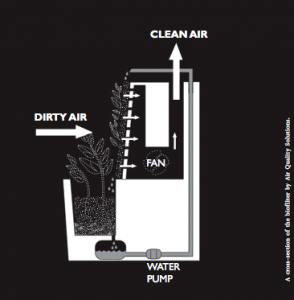 CLEAN AIR
DIRTY AIR
FAN
WATER
PUMP
A cross-section of the biofilter by Air Quality Solutions.